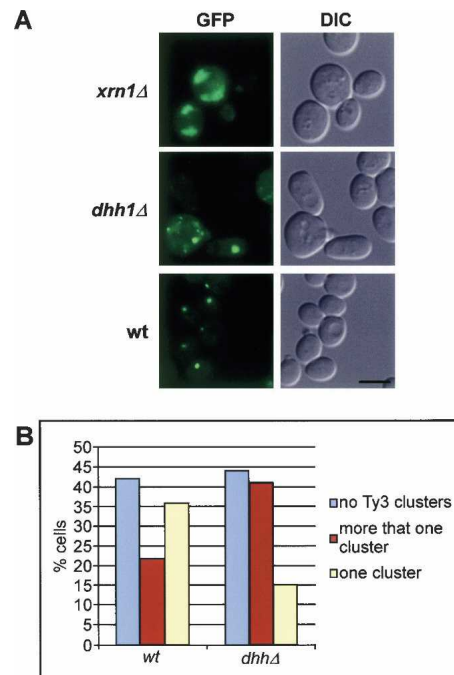 A
GFP DIC
xrn1Δ
dhh1Δ
wt
B
50
45
40
35
30
25
20
15
10
5
0
% cells
wt dhhΔ
no Ty3 clusters
more that one
cluster
one cluster